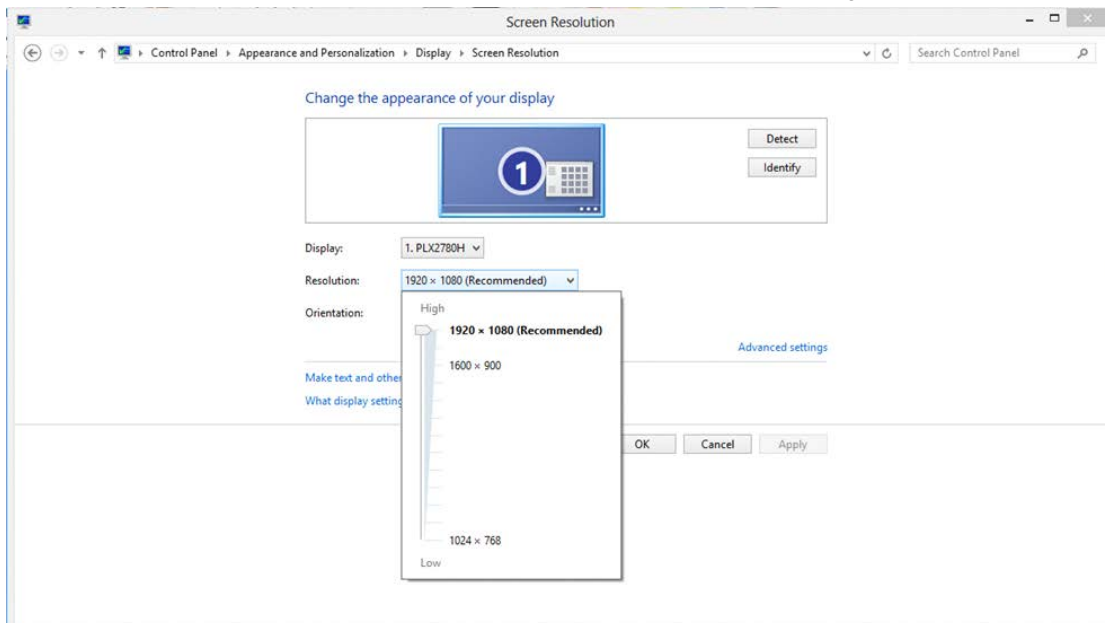 Screen Resolution
Control Panel Appearance and Personalization Display Screen Resolution
Search Control Panel
Change the appearance of your display
1
Detect
Identify
Display: 1. PLX2780H
Resolution: 1920 × 1080 (Recommended)
Orientation:
High
1920 × 1080 (Recommended)
1600 × 900
1024 × 768
Low
Advanced settings
Make text and othe
What display setting
OK Cancel Apply